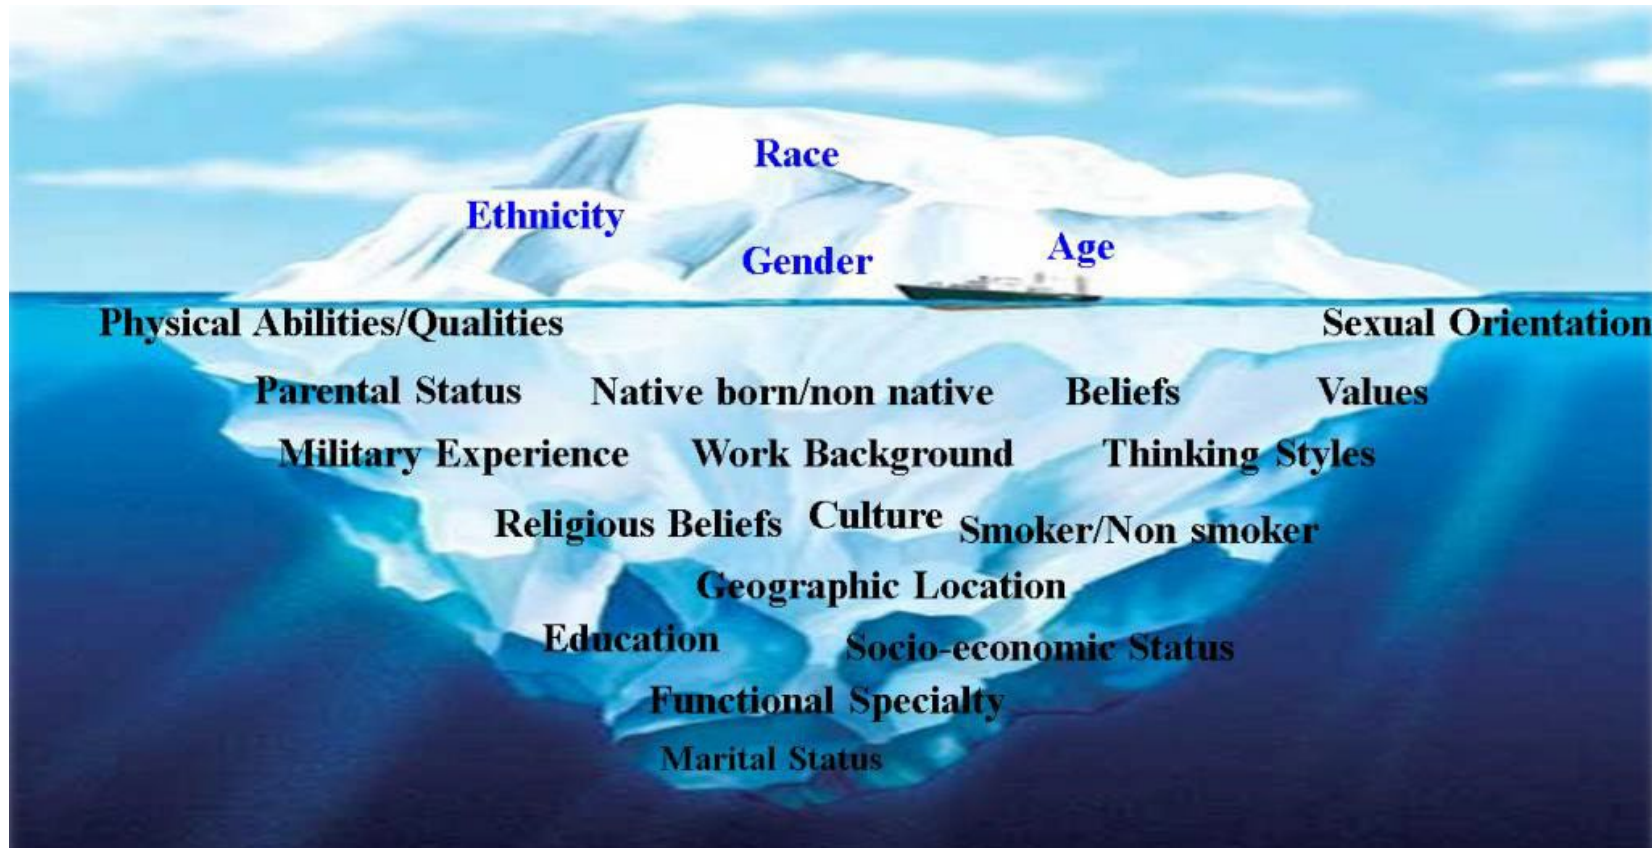 Race
Ethnicity
Gender
Age
Physical Abilities/Qualities
Sexual Orientation
Parental Status
Native born/non native
Beliefs
Values
Military Experience
Work Background
Thinking Styles
Religious Beliefs
Culture
Smoker/Non smoker
Geographic Location
Education
Socio-economic Status
Functional Specialty
Marital Status